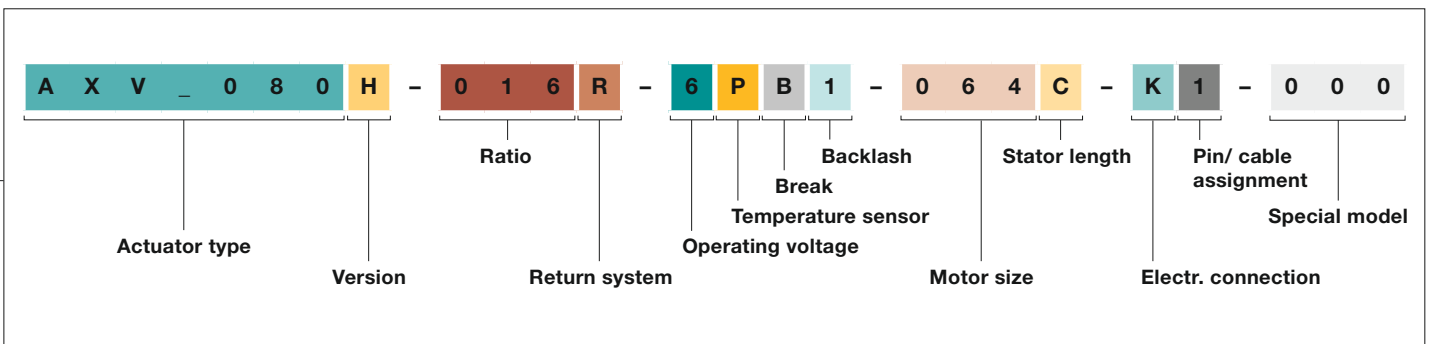 A X V _ 0 8 0 H – 0 1 6 R – 6 P B 1 – 0 6 4 C – K 1 – 0 0 0
Ratio
Backlash
Stator length
Pin/ cable
assignment
Break
Temperature sensor
Special model
Actuator type
Operating voltage
Version
Return system
Motor size
Electr. connection